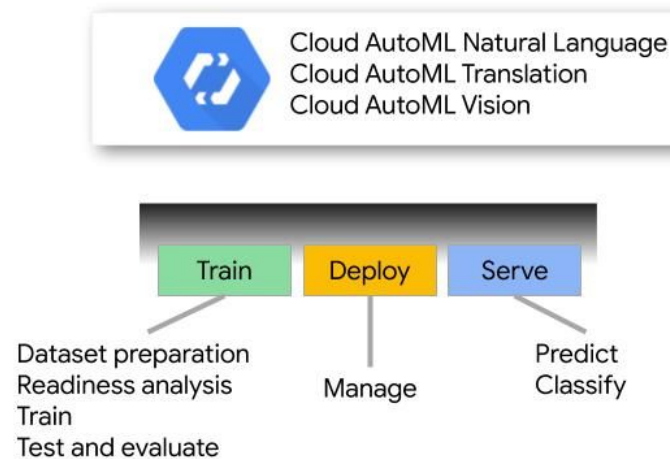 Cloud AutoML Natural Language
Cloud AutoML Translation
Cloud AutoML Vision
Train
Deploy
Serve
Dataset preparation
Readiness analysis
Train
Test and evaluate
Manage
Predict
Classify